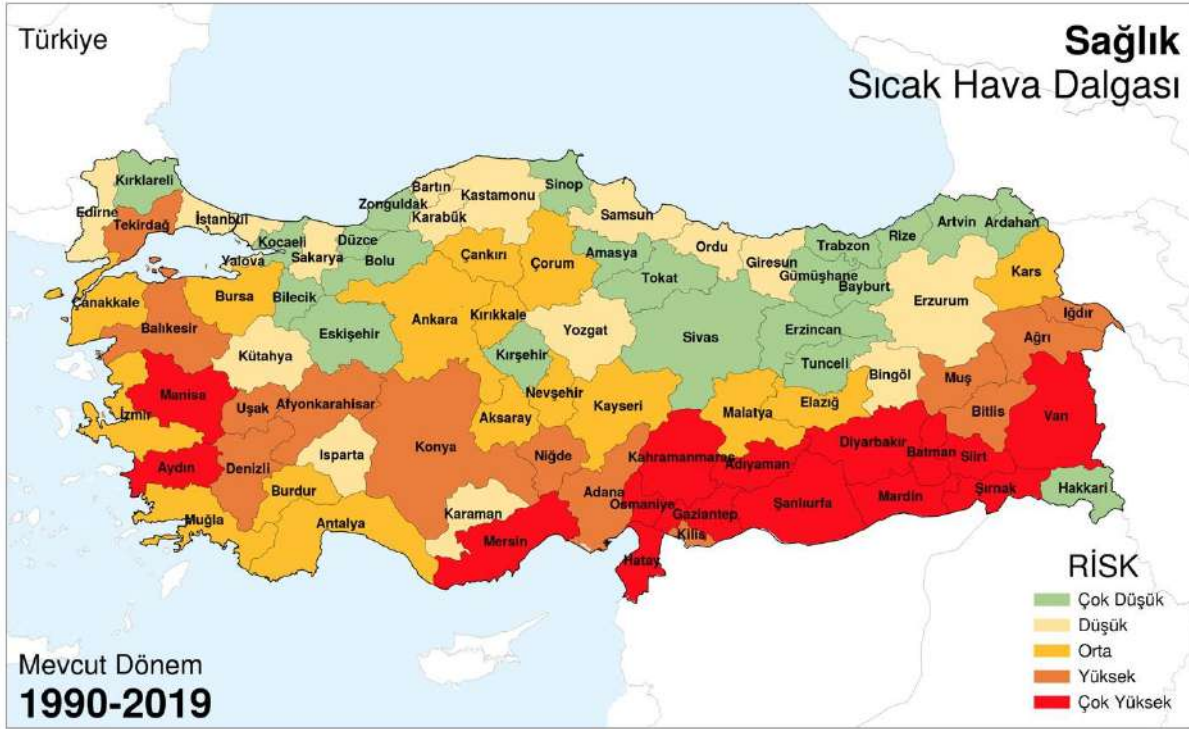 Türkiye
Sağlık
Sıcak Hava Dalgası
Kırklareli
Edirne
Tekirdağ
İstanbul
Kocaeli
Yalova
Sakarya
Düzce
Bolu
Zonguldak
Bartın
Karabük
Kastamonu
Sinop
Samsun
Ordu
Giresun
Trabzon
Rize
Artvin
Ardahan
Gümüşhane
Bayburt
Çankırı
Çorum
Amasya
Tokat
Kars
Erzurum
Iğdır
Çanakkale
Bursa
Bilecik
Balıkesir
Eskişehir
Ankara
Kırıkkale
Yozgat
Sivas
Erzincan
Ağrı
Kütahya
Kırşehir
Tunceli
Bingöl
Muş
Manisa
Uşak
Afyonkarahisar
Nevşehir
Aksaray
Kayseri
Malatya
Elazığ
Bitlis
Van
İzmir
Konya
Niğde
Isparta
Kahramanmaraş
Adıyaman
Diyarbakır
Batman
Siirt
Aydın
Denizli
Burdur
Adana
Osmaniye
Gaziantep
Şanlıurfa
Mardin
Şırnak
Hakkari
Muğla
Antalya
Karaman
Mersin
Kilis
Hatay
RİSK
Çok Düşük
Düşük
Orta
Yüksek
Çok Yüksek
Mevcut Dönem
1990-2019